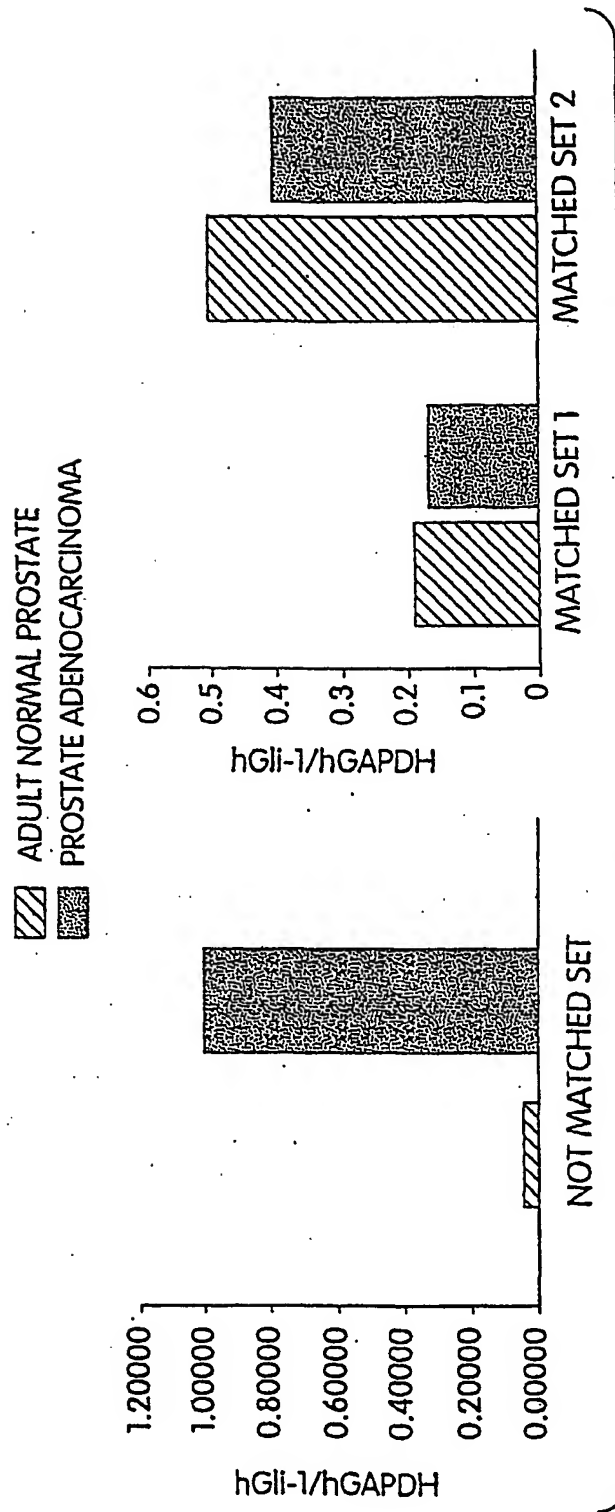 ADULT NORMAL PROSTATE
PROSTATE ADENOCARCINOMA
hGli-1/hGAPDH
1.20000
1.00000
0.80000
0.60000
0.40000
0.20000
0.00000
NOT MATCHED SET
hGli-1/hGAPDH
0.6
0.5
0.4
0.3
0.2
0.1
0
MATCHED SET 1
MATCHED SET 2